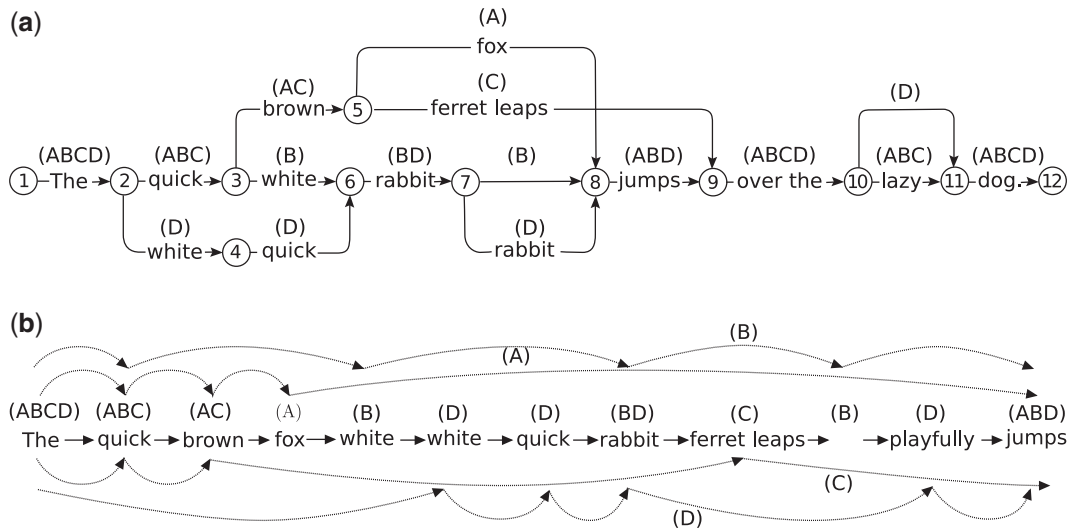 (a)
(A)
fox
(AC)
(C)
brown
5
ferret leaps
(D)
(ABCD)
(ABC)
(B)
(BD)
(B)
(ABD)
(ABCD)
(ABC)
(ABCD)
1
The
2
quick
3
white
6
rabbit
7
8
jumps
9
over the
10
lazy
11
dog.
12
(D)
(D)
(D)
white
4
quick
rabbit
(b)
(B)
(A)
(ABCD)
(ABC)
(AC)
(A)
(B)
(D)
(D)
(BD)
(C)
(B)
(D)
(ABD)
The
quick
brown
fox
white
white
quick
rabbit
ferret leaps
playfully
jumps
(C)
(D)